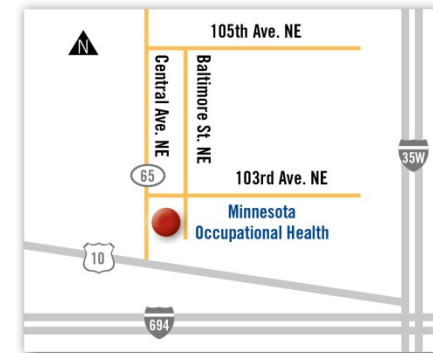 105th Ave. NE
N
Central Ave. NE
Baltimore St. NE
35W
65
103rd Ave. NE
Minnesota
Occupational Health
10
694